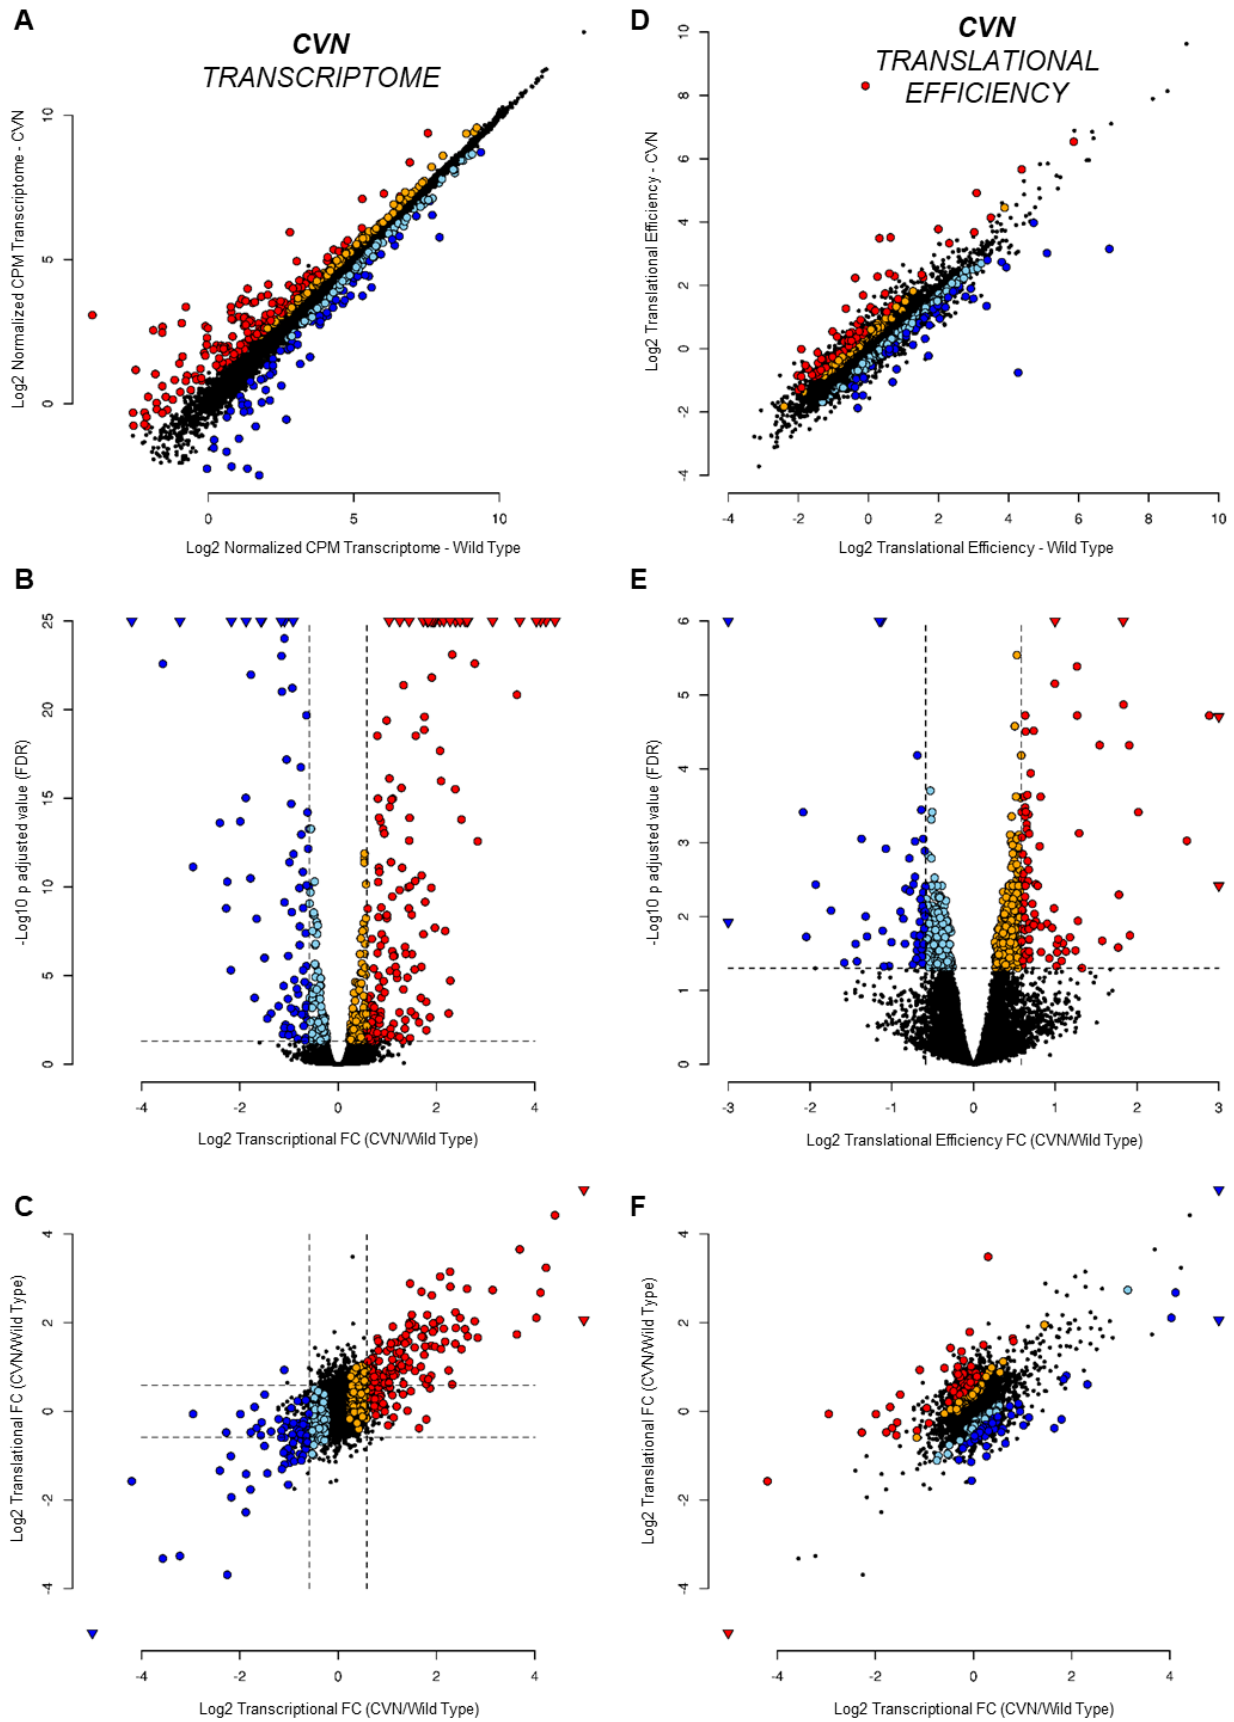 A
CVN
TRANSCRIPTOME
Log2 Normalized CPM Transcriptome - CVN
10
5
0
0
5
10
Log2 Normalized CPM Transcriptome - Wild Type
D
CVN
TRANSLATIONAL
EFFICIENCY
Log2 Translational Efficiency - CVN
10
8
6
4
2
0
-2
-4
-4
-2
0
2
4
6
8
10
Log2 Translational Efficiency - Wild Type
B
-Log10 p adjusted value (FDR)
25
20
15
10
5
0
-4
-2
0
2
4
Log2 Transcriptional FC (CVN/Wild Type)
E
-Log10 p adjusted value (FDR)
6
5
4
3
2
1
0
-3
-2
-1
0
1
2
3
Log2 Translational Efficiency FC (CVN/Wild Type)
C
Log2 Translational FC (CVN/Wild Type)
4
2
0
-2
-4
-4
-2
0
2
4
Log2 Transcriptional FC (CVN/Wild Type)
F
Log2 Translational FC (CVN/Wild Type)
4
2
0
-2
-4
-4
-2
0
2
4
Log2 Transcriptional FC (CVN/Wild Type)